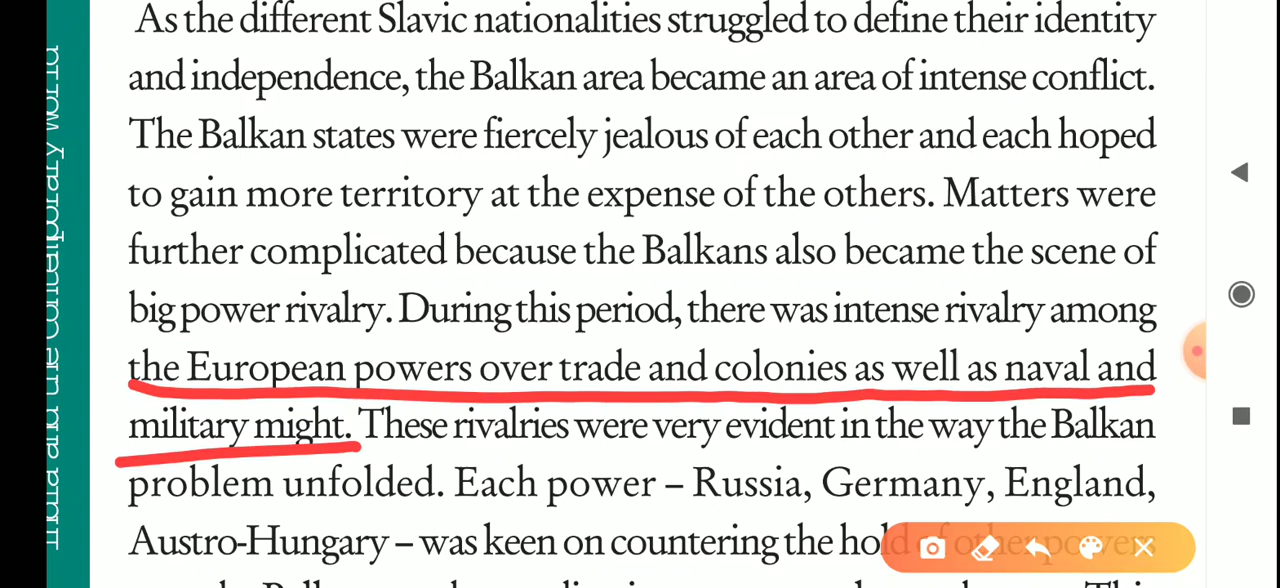 As the different Slavic nationalities struggled to define their identity
and independence, the Balkan area became an area of intense conflict.
The Balkan states were fiercely jealous of each other and each hoped
to gain more territory at the expense of the others. Matters were
further complicated because the Balkans also became the scene of
big power rivalry. During this period, there was intense rivalry among
the European powers over trade and colonies as well as naval and
military might. These rivalries were very evident in the way the Balkan
problem unfolded. Each power – Russia, Germany, England,
Austro-Hungary – was keen on countering the hold of other powers
India and the Contemporary World